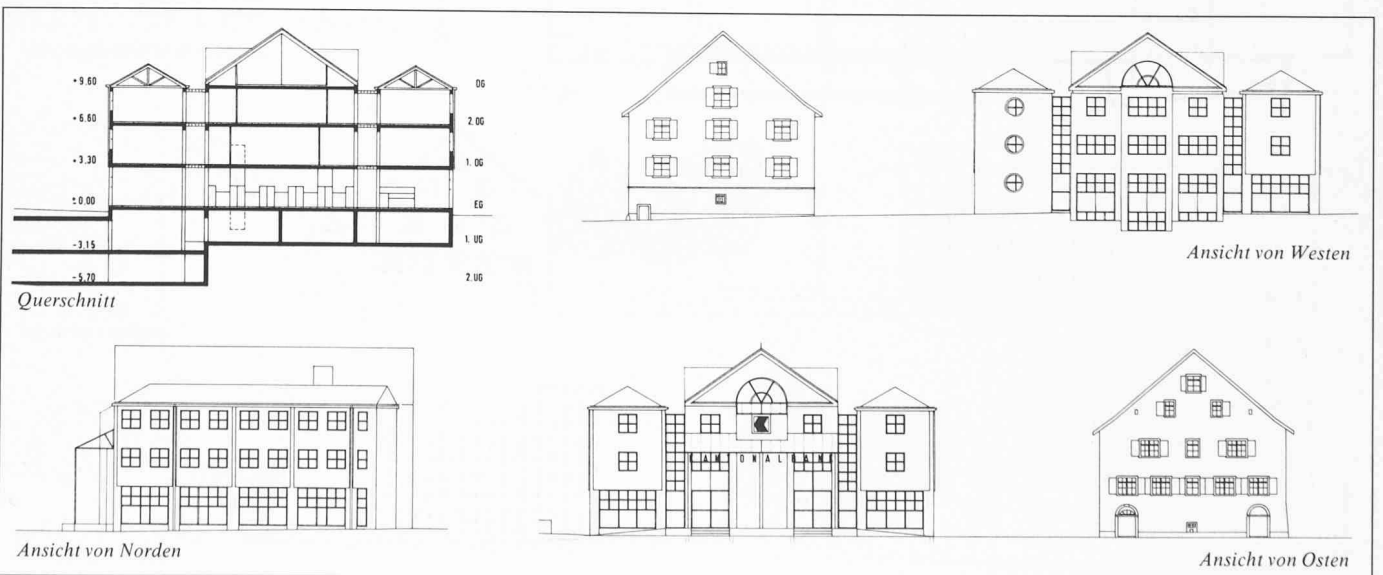 + 9.60 OG
+ 6.60 2.OG
+ 3.30 1. OG
± 0.00 EG
- 3.15 1. UG
- 5.70 2. UG
Querschnitt
Ansicht von Westen
KANTONALBANK
Ansicht von Norden
Ansicht von Osten